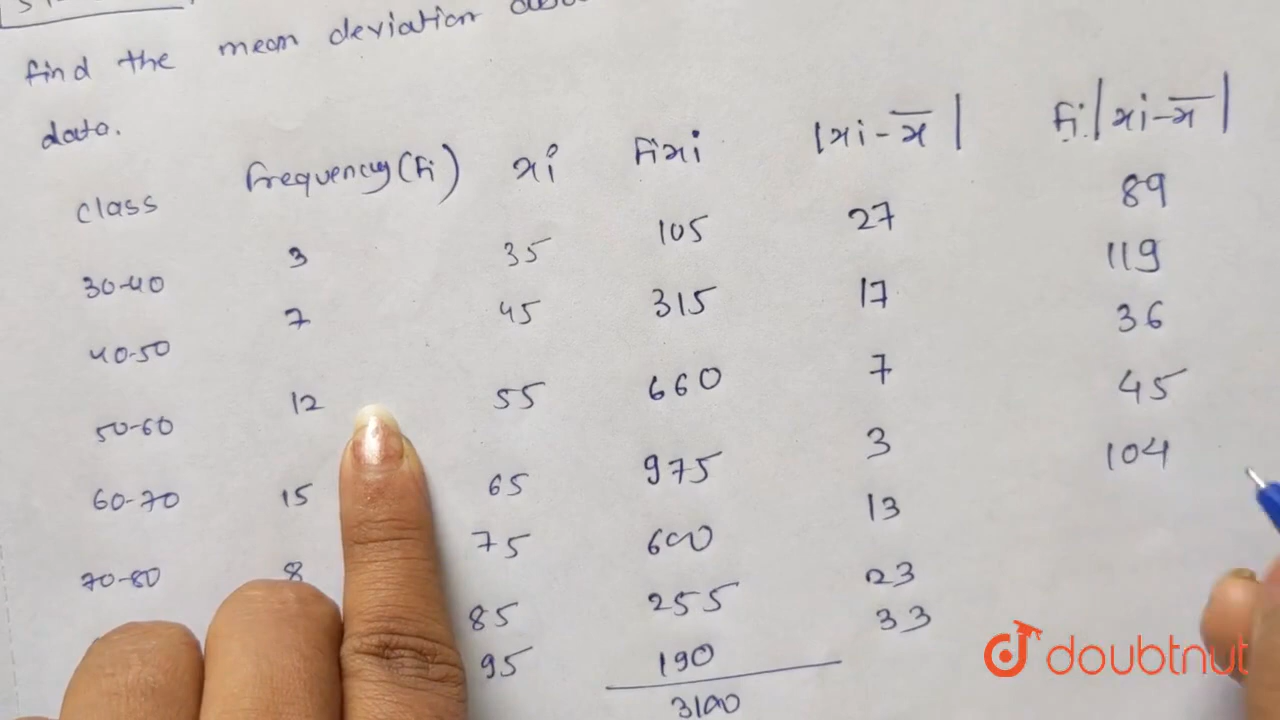 find the mean deviation
data.
class frequency(fi) xi fixi |xi-x̅| fi|xi-x̅|
30-40 3 35 105 27 89
40-50 7 45 315 17 119
50-60 12 55 660 7 36
60-70 15 65 975 3 45
70-80 8 75 600 13 104
85 255 23
95 190 33
3100
doubtnut